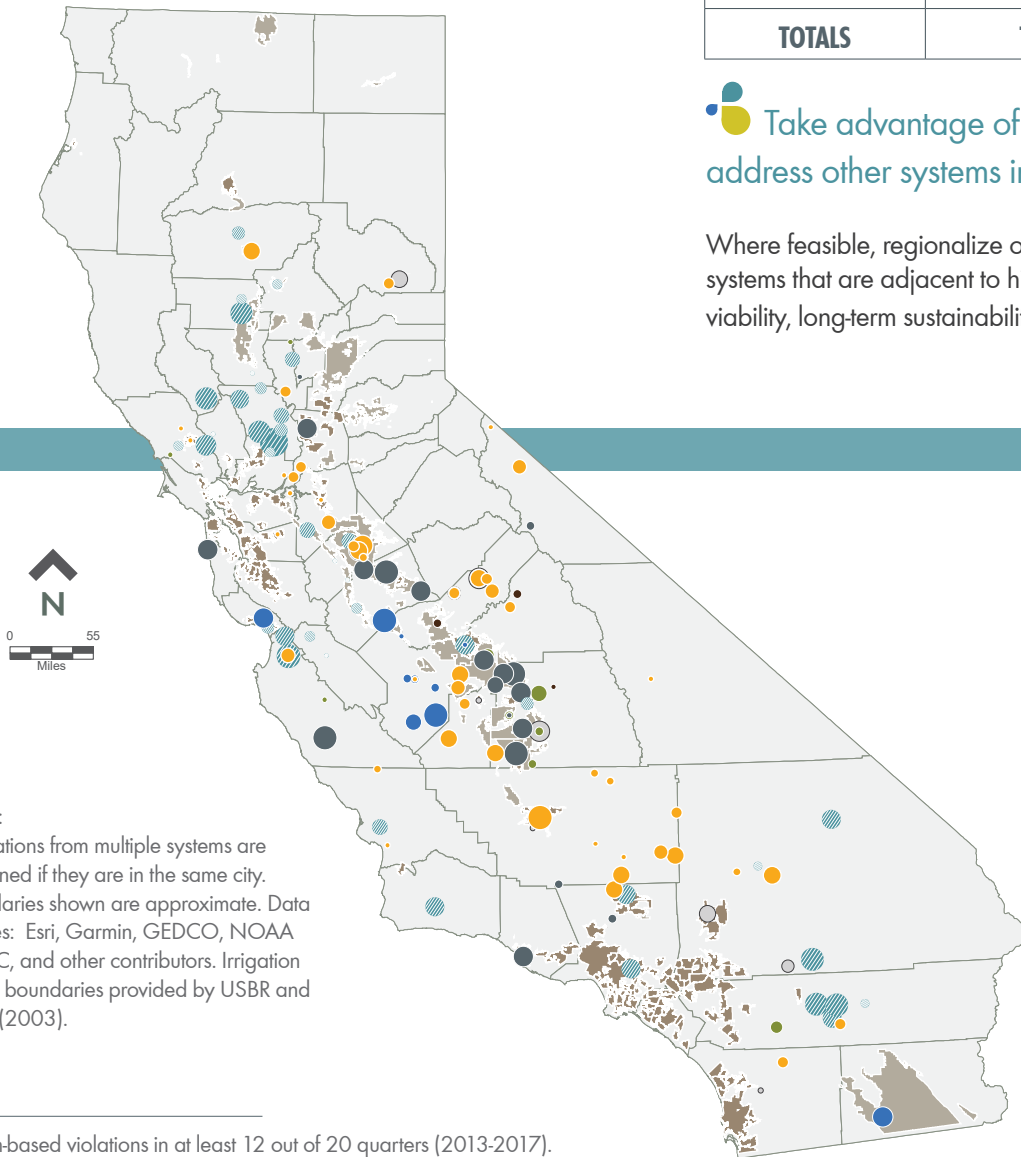 TOTALS
Take advantage of
address other systems i
Where feasible, regionalize o
systems that are adjacent to h
viability, long-term sustainabili
N
0 55
Miles
:
ations from multiple systems are
ned if they are in the same city.
daries shown are approximate. Data
es: Esri, Garmin, GEDCO, NOAA
C, and other contributors. Irrigation
boundaries provided by USBR and
(2003).
n-based violations in at least 12 out of 20 quarters (2013-2017).